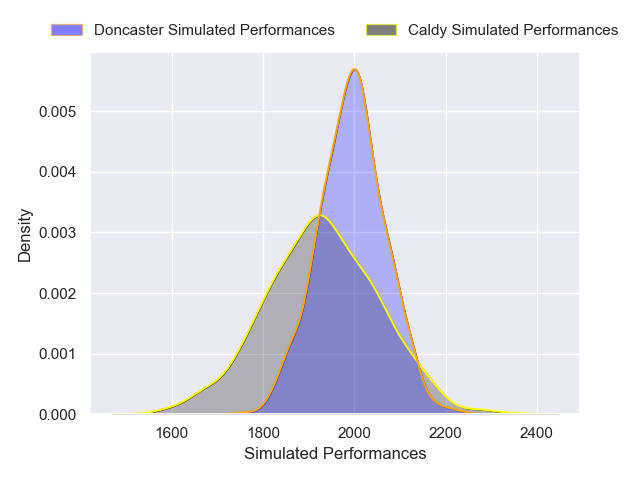 Doncaster Simulated Performances
Caldy Simulated Performances
0.005
0.004
0.003
0.002
0.001
0.000
Density
1600
1800
2000
2200
2400
Simulated Performances